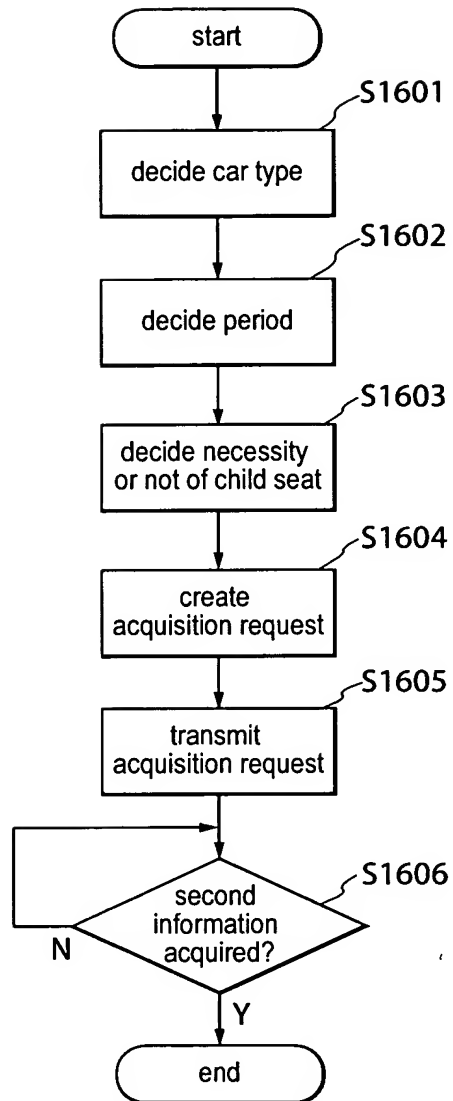 start
S1601
decide car type
S1602
decide period
S1603
decide necessity
or not of child seat
S1604
create
acquisition request
S1605
transmit
acquisition request
S1606
second
information
acquired?
N
Y
end